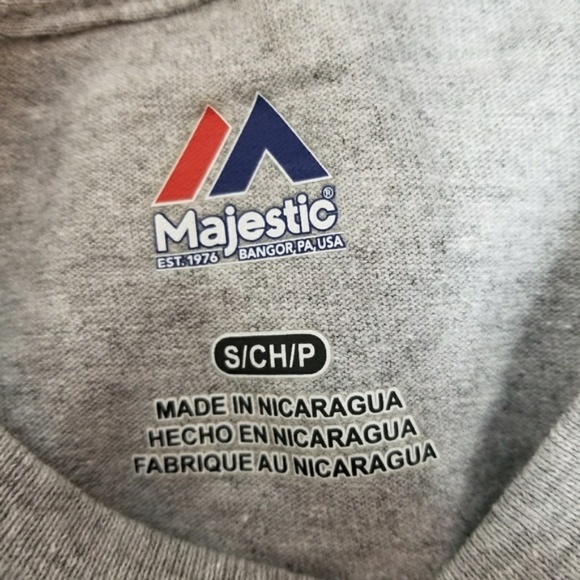 Majestic®
EST. 1976 BANGOR, PA, USA
S/CH/P
MADE IN NICARAGUA
HECHO EN NICARAGUA
FABRIQUE AU NICARAGUA